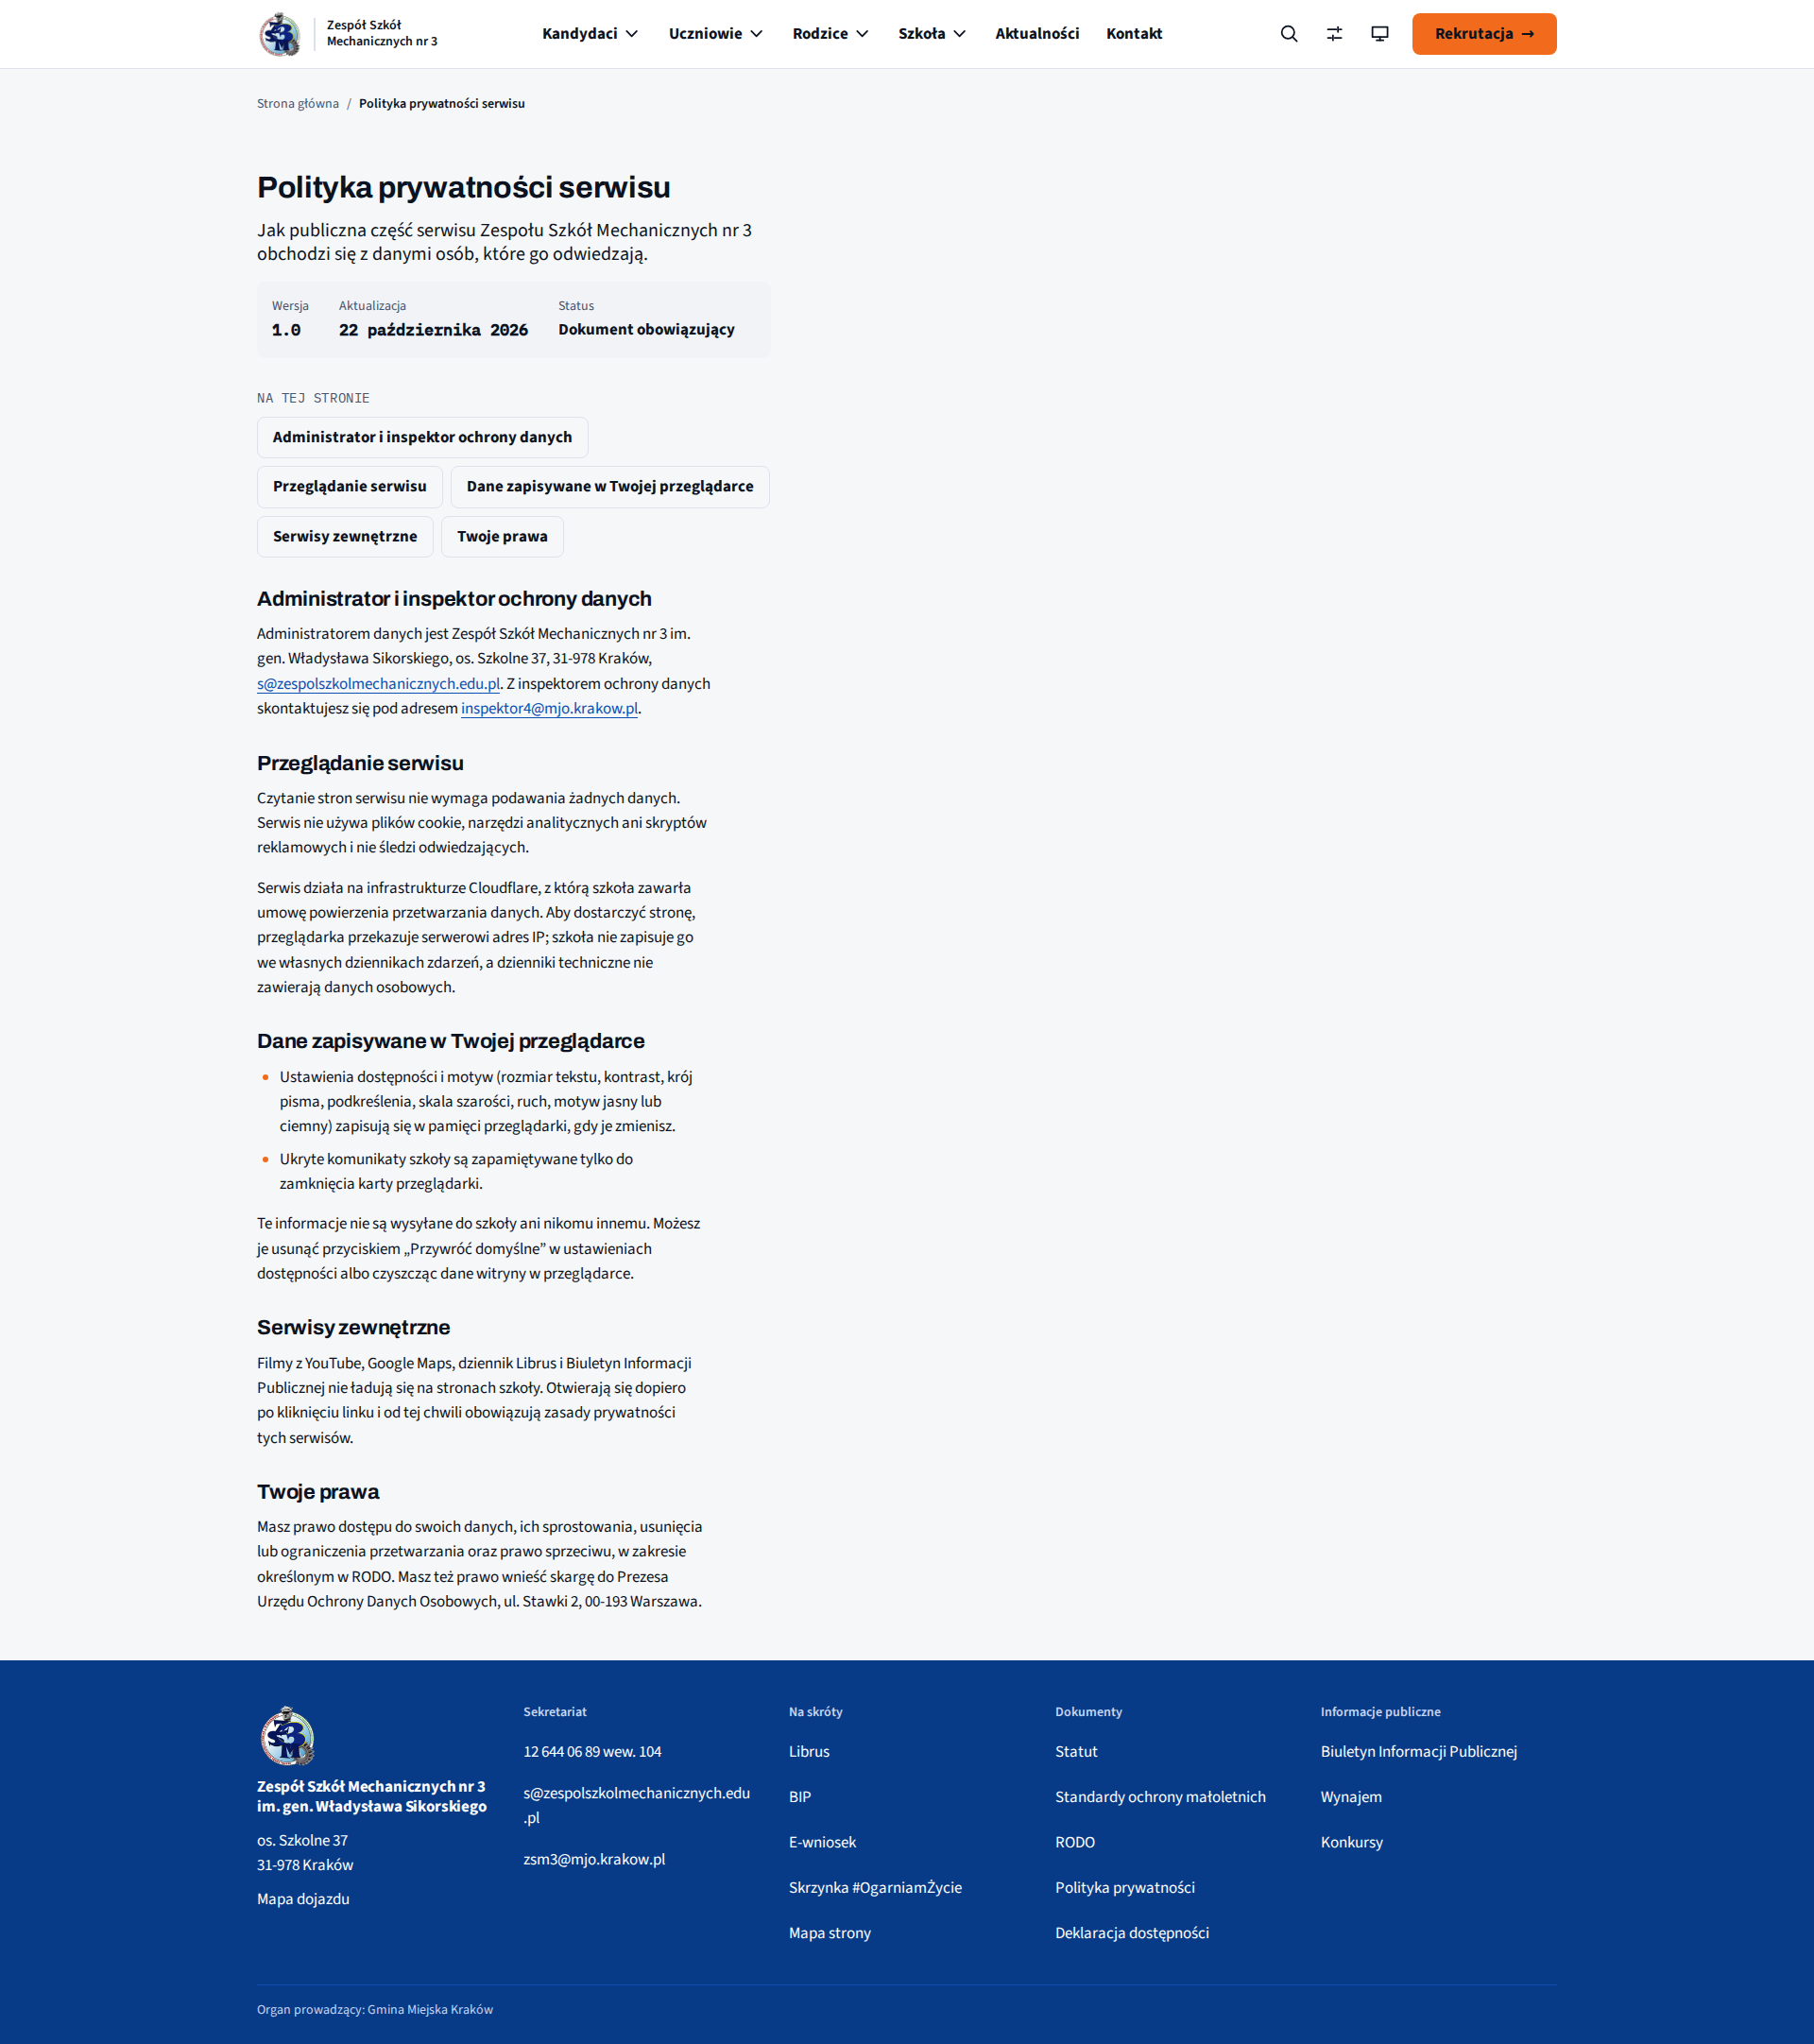 Zespół Szkół
Mechanicznych nr 3
Kandydaci
Uczniowie
Rodzice
Szkoła
Aktualności
Kontakt
Rekrutacja →
Strona główna / Polityka prywatności serwisu
Polityka prywatności serwisu
Jak publiczna część serwisu Zespołu Szkół Mechanicznych nr 3
obchodzi się z danymi osób, które go odwiedzają.
Wersja
1.0
Aktualizacja
22 października 2026
Status
Dokument obowiązujący
NA TEJ STRONIE
Administrator i inspektor ochrony danych
Przeglądanie serwisu
Dane zapisywane w Twojej przeglądarce
Serwisy zewnętrzne
Twoje prawa
Administrator i inspektor ochrony danych
Administratorem danych jest Zespół Szkół Mechanicznych nr 3 im.
gen. Władysława Sikorskiego, os. Szkolne 37, 31-978 Kraków,
s@zespolszkolmechanicznych.edu.pl. Z inspektorem ochrony danych
skontaktujesz się pod adresem inspektor4@mjo.krakow.pl.
Przeglądanie serwisu
Czytanie stron serwisu nie wymaga podawania żadnych danych.
Serwis nie używa plików cookie, narzędzi analitycznych ani skryptów
reklamowych i nie śledzi odwiedzających.
Serwis działa na infrastrukturze Cloudflare, z którą szkoła zawarła
umowę powierzenia przetwarzania danych. Aby dostarczyć stronę,
przeglądarka przekazuje serwerowi adres IP; szkoła nie zapisuje go
we własnych dziennikach zdarzeń, a dzienniki techniczne nie
zawierają danych osobowych.
Dane zapisywane w Twojej przeglądarce
• Ustawienia dostępności i motyw (rozmiar tekstu, kontrast, krój
pisma, podkreślenia, skala szarości, ruch, motyw jasny lub
ciemny) zapisują się w pamięci przeglądarki, gdy je zmienisz.
• Ukryte komunikaty szkoły są zapamiętywane tylko do
zamknięcia karty przeglądarki.
Te informacje nie są wysyłane do szkoły ani nikomu innemu. Możesz
je usunąć przyciskiem „Przywróć domyślne” w ustawieniach
dostępności albo czyszcząc dane witryny w przeglądarce.
Serwisy zewnętrzne
Filmy z YouTube, Google Maps, dziennik Librus i Biuletyn Informacji
Publicznej nie ładują się na stronach szkoły. Otwierają się dopiero
po kliknięciu linku i od tej chwili obowiązują zasady prywatności
tych serwisów.
Twoje prawa
Masz prawo dostępu do swoich danych, ich sprostowania, usunięcia
lub ograniczenia przetwarzania oraz prawo sprzeciwu, w zakresie
określonym w RODO. Masz też prawo wnieść skargę do Prezesa
Urzędu Ochrony Danych Osobowych, ul. Stawki 2, 00-193 Warszawa.
Zespół Szkół Mechanicznych nr 3
im. gen. Władysława Sikorskiego
os. Szkolne 37
31-978 Kraków
Mapa dojazdu
Sekretariat
12 644 06 89 wew. 104
s@zespolszkolmechanicznych.edu
.pl
zsm3@mjo.krakow.pl
Na skróty
Librus
BIP
E-wniosek
Skrzynka #OgarniamŻycie
Mapa strony
Dokumenty
Statut
Standardy ochrony małoletnich
RODO
Polityka prywatności
Deklaracja dostępności
Informacje publiczne
Biuletyn Informacji Publicznej
Wynajem
Konkursy
Organ prowadzący: Gmina Miejska Kraków